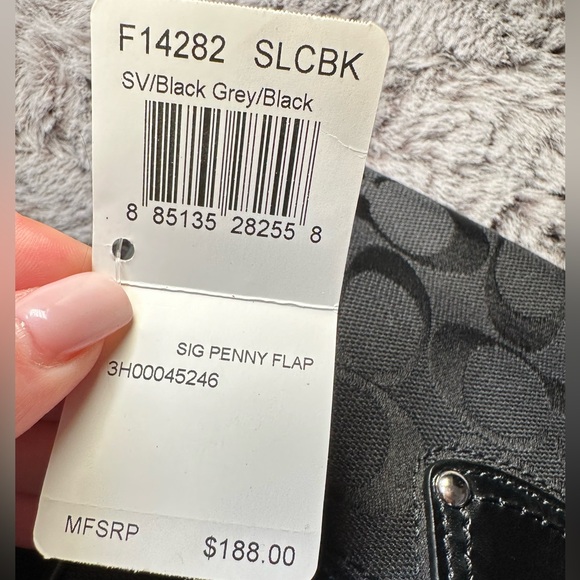 F14282 SLCBK
SV/Black Grey/Black
8 85135 28255 8
SIG PENNY FLAP
3H00045246
MFSRP $188.00